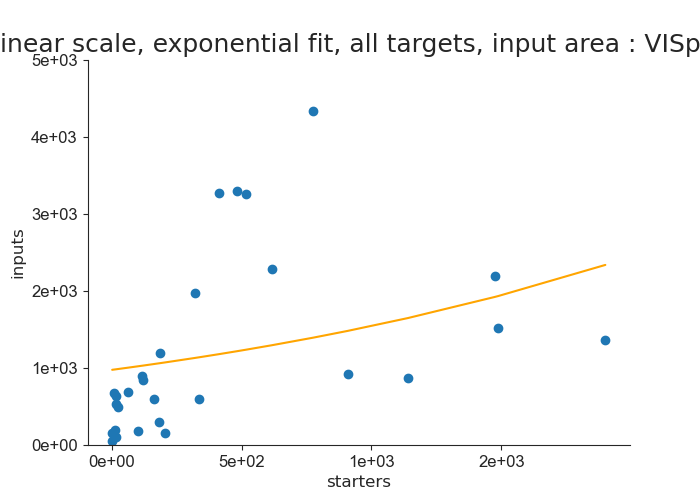 inear scale, exponential fit, all targets, input area : VISp
5e+03
4e+03
3e+03
2e+03
1e+03
0e+00
inputs
0e+00 5e+02 1e+03 2e+03
starters